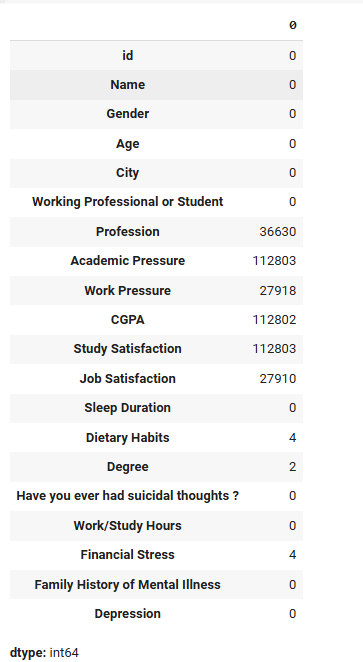 0
id 0
Name 0
Gender 0
Age 0
City 0
Working Professional or Student 0
Profession 36630
Academic Pressure 112803
Work Pressure 27918
CGPA 112802
Study Satisfaction 112803
Job Satisfaction 27910
Sleep Duration 0
Dietary Habits 4
Degree 2
Have you ever had suicidal thoughts ? 0
Work/Study Hours 0
Financial Stress 4
Family History of Mental Illness 0
Depression 0
dtype: int64